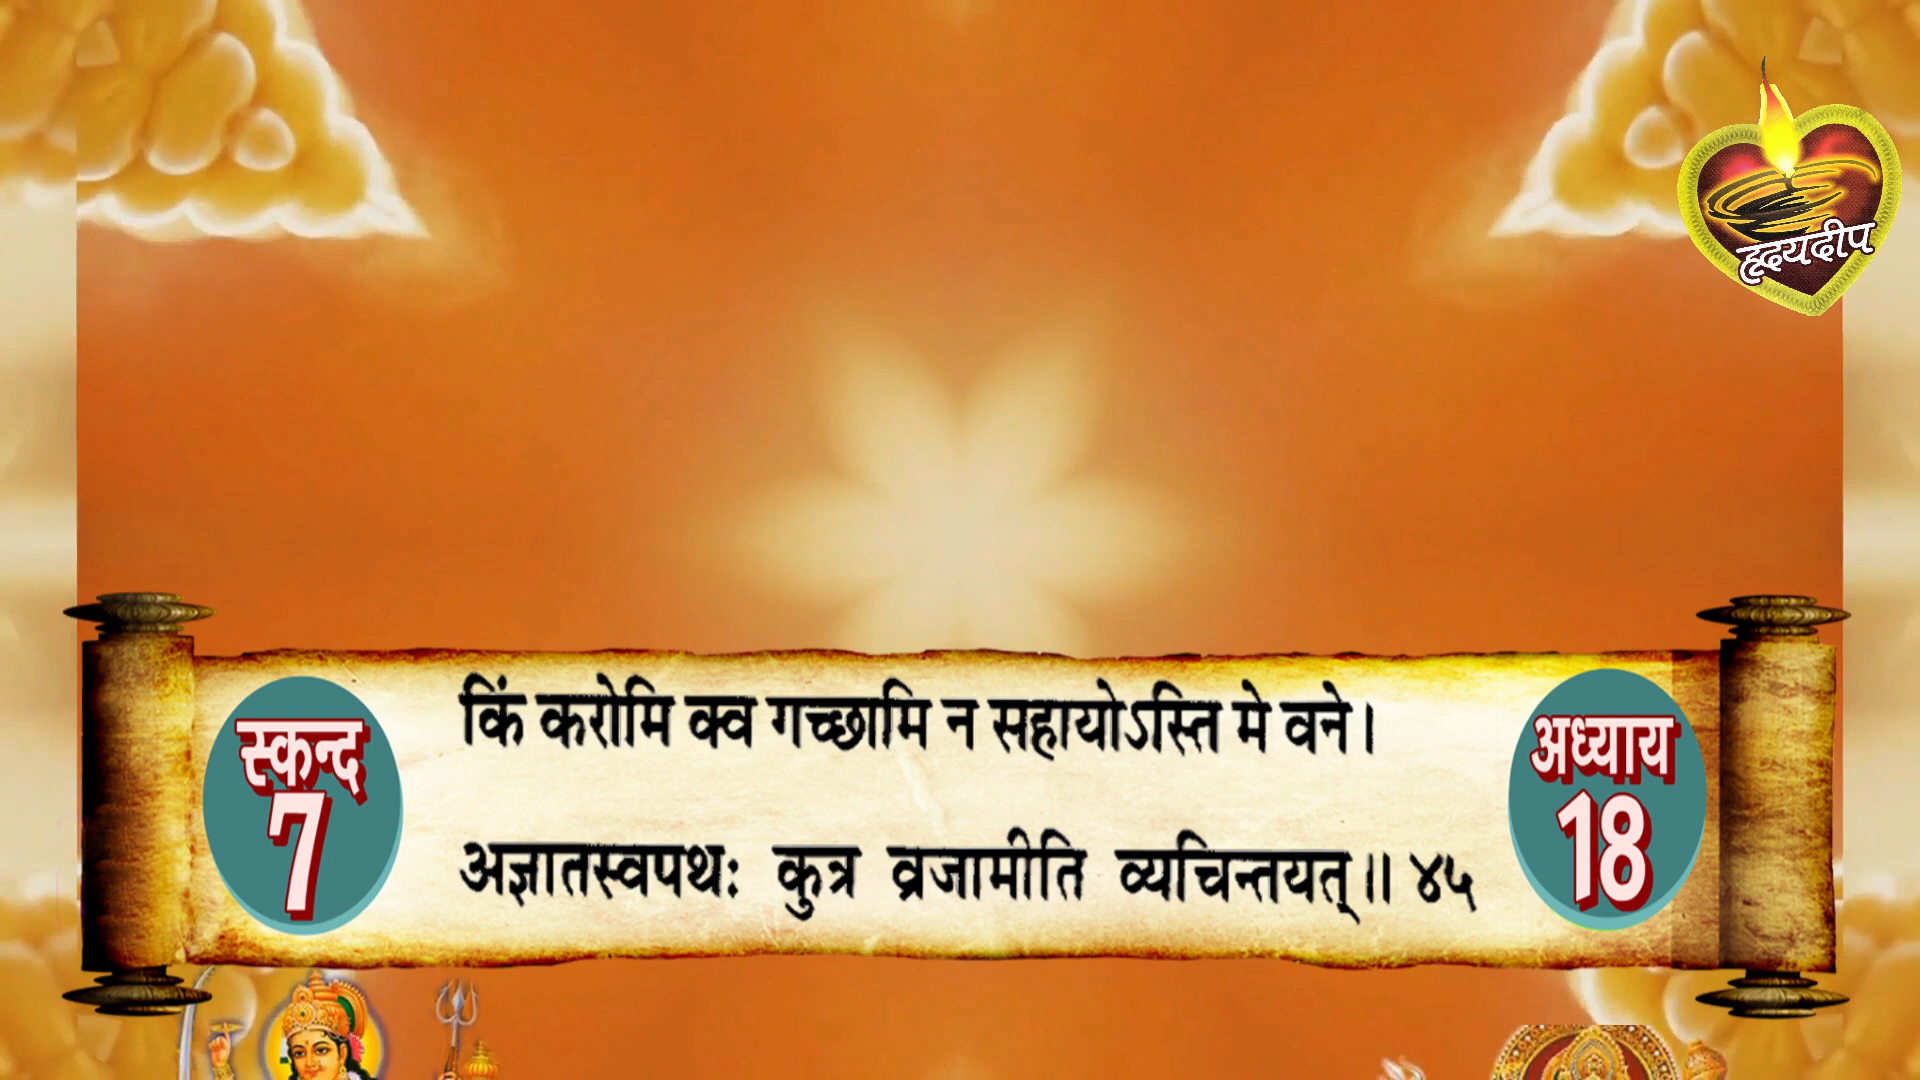 हृदयदीप
किं करोमि क्व गच्छामि न सहायोऽस्ति मे वने।
स्कन्द
7
अध्याय
18
अज्ञातस्वपथः कुत्र व्रजामीति व्यचिन्तयत्॥ ४५